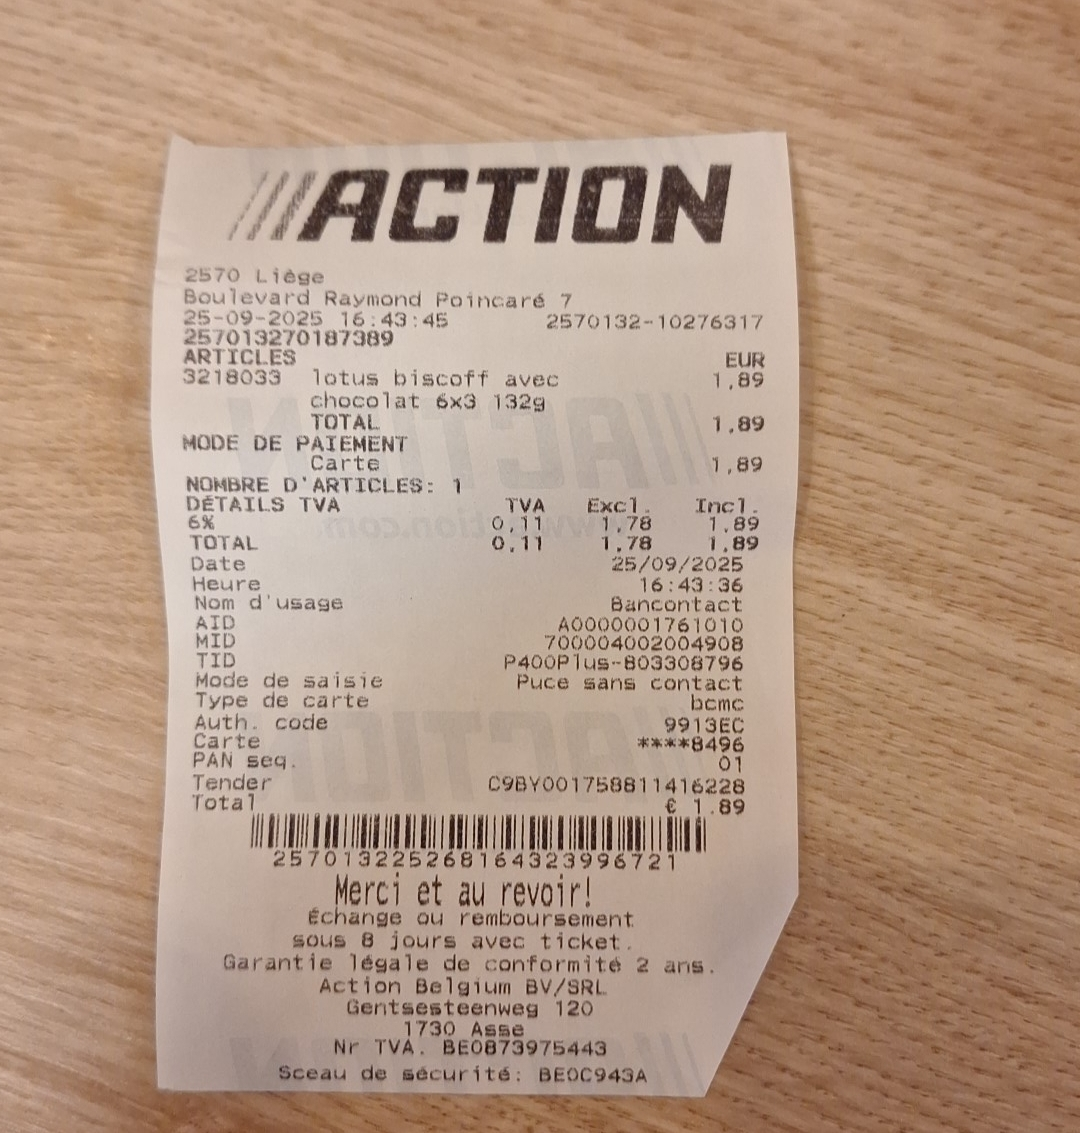 ///ACTION
2570 Liège
Boulevard Raymond Poincaré 7
25-09-2025 16:43:45 2570132-10276317
257013270187389
ARTICLES EUR
3218033 lotus biscoff avec 1,89
chocolat 6x3 132g
TOTAL 1,89
MODE DE PAIEMENT
Carte 1,89
NOMBRE D'ARTICLES: 1
DÉTAILS TVA TVA Excl. Incl.
6% 0,11 1,78 1,89
TOTAL 0,11 1,78 1,89
Date 25/09/2025
Heure 16:43:36
Nom d'usage Bancontact
AID A0000001761010
MID 700004002004908
TID P400Plus-803308796
Mode de saisie Puce sans contact
Type de carte bcmc
Auth. code 9913EC
Carte ****8496
PAN seq. 01
Tender C9BY001758811416228
Total € 1.89
257013225268164323996721
Merci et au revoir!
Échange ou remboursement
sous 8 jours avec ticket.
Garantie légale de conformité 2 ans.
Action Belgium BV/SRL
Gentsesteenweg 120
1730 Asse
Nr TVA. BE0873975443
Sceau de sécurité: BE0C943A